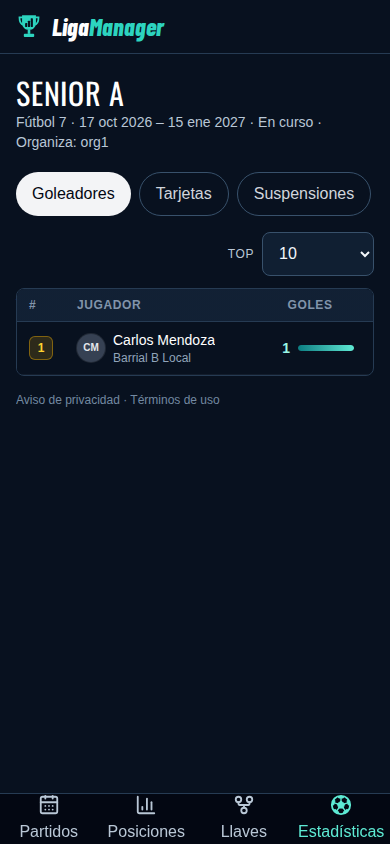 LigaManager
SENIOR A
Fútbol 7 · 17 oct 2026 – 15 ene 2027 · En curso ·
Organiza: org1
Goleadores Tarjetas Suspensiones
TOP 10
# JUGADOR GOLES
1 CM Carlos Mendoza 1
Barrial B Local
Aviso de privacidad · Términos de uso
Partidos Posiciones Llaves Estadísticas